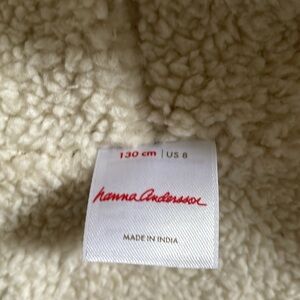 130 cm | US 8
hanna andersson
MADE IN INDIA